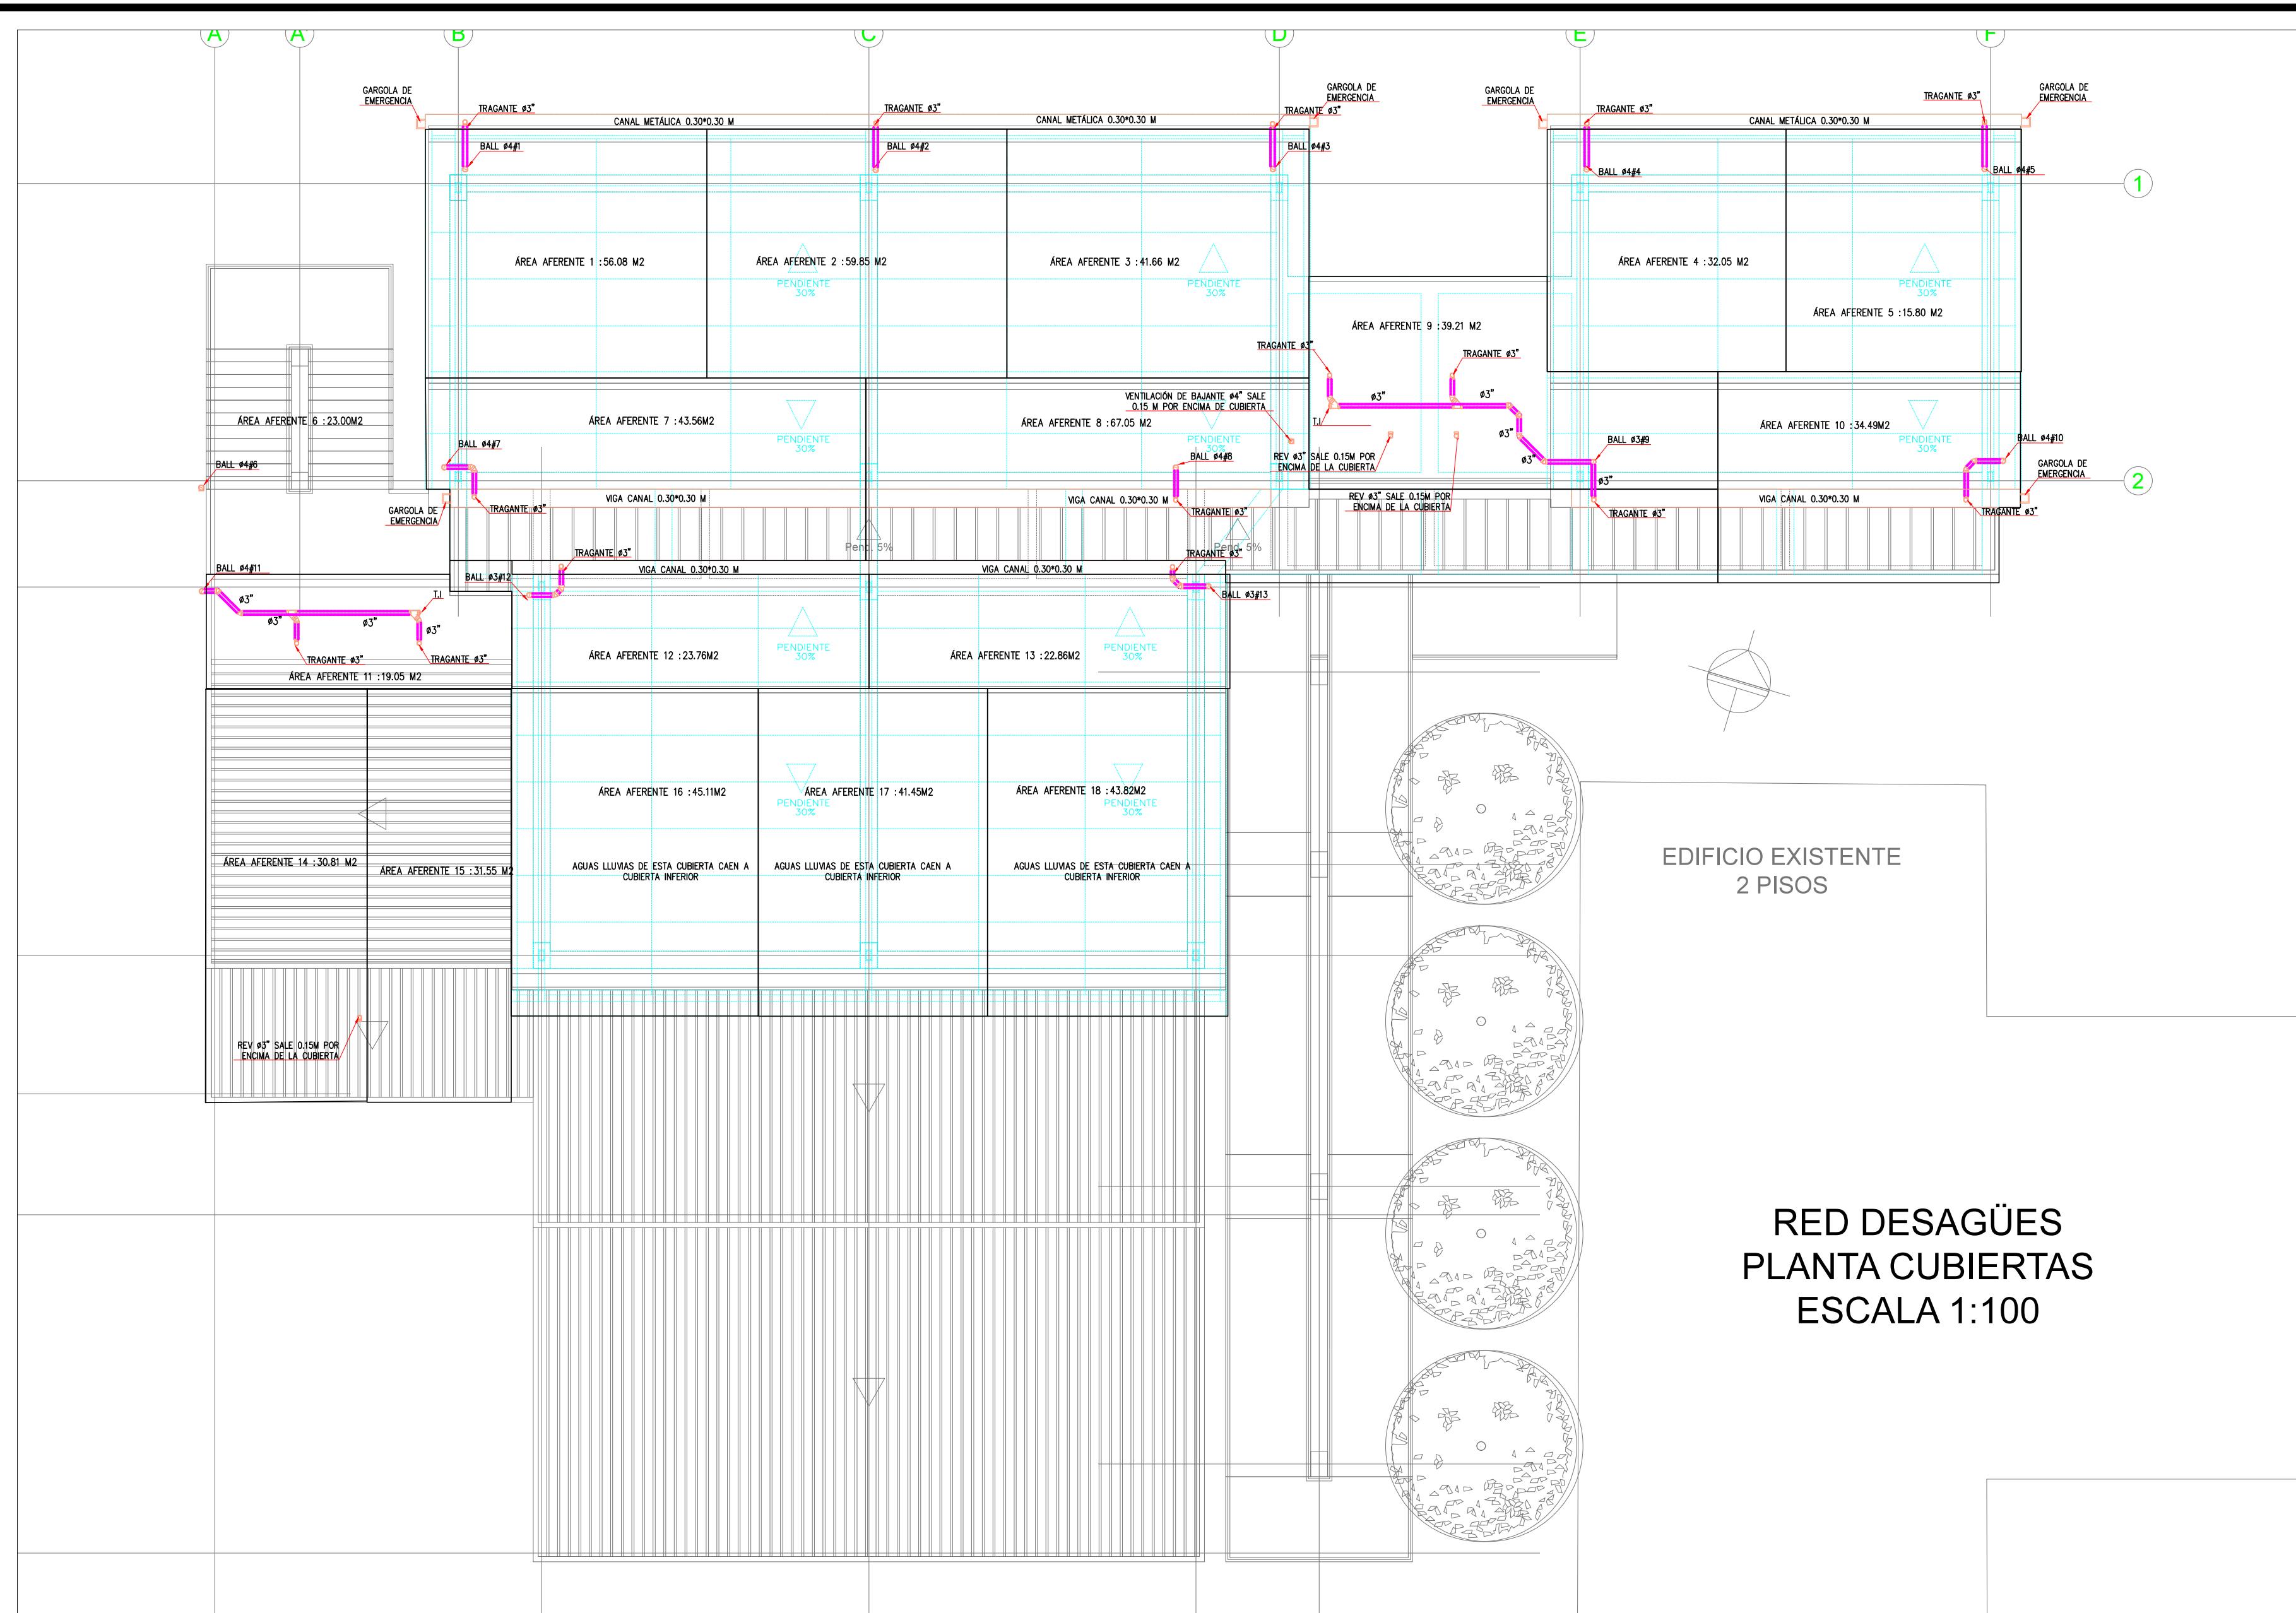 A
A
B
C
D
E
F
GARGOLA DE
EMERGENCIA
TRAGANTE ø3"
CANAL METÁLICA 0.30*0.30 M
TRAGANTE ø3"
CANAL METÁLICA 0.30*0.30 M
GARGOLA DE
EMERGENCIA
TRAGANTE ø3"
GARGOLA DE
EMERGENCIA
TRAGANTE ø3"
CANAL METÁLICA 0.30*0.30 M
TRAGANTE ø3"
GARGOLA DE
EMERGENCIA
BALL ø4#1
BALL ø4#2
BALL ø4#3
BALL ø4#4
BALL ø4#5
1
ÁREA AFERENTE 1 :56.08 M2
ÁREA AFERENTE 2 :59.85 M2
PENDIENTE
30%
ÁREA AFERENTE 3 :41.66 M2
PENDIENTE
30%
ÁREA AFERENTE 4 :32.05 M2
PENDIENTE
30%
ÁREA AFERENTE 5 :15.80 M2
ÁREA AFERENTE 9 :39.21 M2
TRAGANTE ø3"
TRAGANTE ø3"
ø3"
ø3"
T.I
ø3"
ø3"
ø3"
ÁREA AFERENTE 6 :23.00M2
ÁREA AFERENTE 7 :43.56M2
PENDIENTE
30%
VENTILACIÓN DE BAJANTE ø4" SALE
0.15 M POR ENCIMA DE CUBIERTA
ÁREA AFERENTE 8 :67.05 M2
PENDIENTE
30%
ÁREA AFERENTE 10 :34.49M2
PENDIENTE
30%
BALL ø4#6
BALL ø4#7
BALL ø4#8
REV ø3" SALE 0.15M POR
ENCIMA DE LA CUBIERTA
BALL ø3#9
BALL ø4#10
GARGOLA DE
EMERGENCIA
2
GARGOLA DE
EMERGENCIA
TRAGANTE ø3"
VIGA CANAL 0.30*0.30 M
VIGA CANAL 0.30*0.30 M
TRAGANTE ø3"
REV ø3" SALE 0.15M POR
ENCIMA DE LA CUBIERTA
TRAGANTE ø3"
VIGA CANAL 0.30*0.30 M
TRAGANTE ø3"
Pend. 5%
Pend. 5%
BALL ø4#11
BALL ø3#12
TRAGANTE ø3"
VIGA CANAL 0.30*0.30 M
VIGA CANAL 0.30*0.30 M
TRAGANTE ø3"
BALL ø3#13
ø3"
ø3"
ø3"
T.I
ø3"
TRAGANTE ø3"
TRAGANTE ø3"
ÁREA AFERENTE 11 :19.05 M2
ÁREA AFERENTE 12 :23.76M2
PENDIENTE
30%
ÁREA AFERENTE 13 :22.86M2
PENDIENTE
30%
ÁREA AFERENTE 14 :30.81 M2
ÁREA AFERENTE 15 :31.55 M2
ÁREA AFERENTE 16 :45.11M2
PENDIENTE
30%
ÁREA AFERENTE 17 :41.45M2
ÁREA AFERENTE 18 :43.82M2
PENDIENTE
30%
AGUAS LLUVIAS DE ESTA CUBIERTA CAEN A
CUBIERTA INFERIOR
AGUAS LLUVIAS DE ESTA CUBIERTA CAEN A
CUBIERTA INFERIOR
AGUAS LLUVIAS DE ESTA CUBIERTA CAEN A
CUBIERTA INFERIOR
REV ø3" SALE 0.15M POR
ENCIMA DE LA CUBIERTA
EDIFICIO EXISTENTE
2 PISOS
RED DESAGÜES
PLANTA CUBIERTAS
ESCALA 1:100